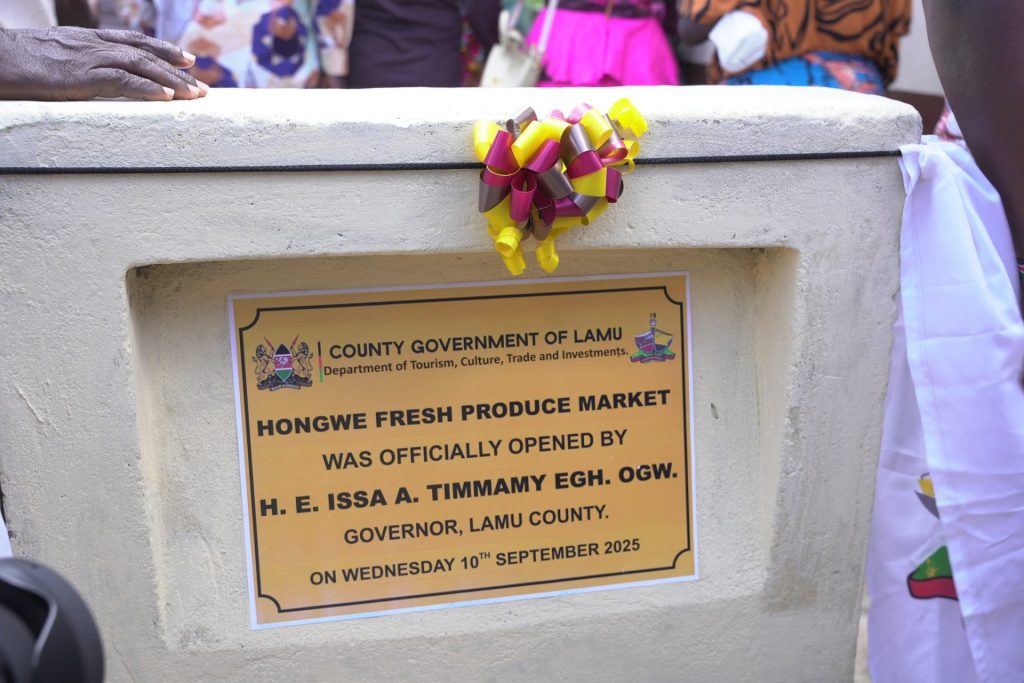 COUNTY GOVERNMENT OF LAMU
Department of Tourism, Culture, Trade and Investments.
HONGWE FRESH PRODUCE MARKET
WAS OFFICIALLY OPENED BY
H. E. ISSA A. TIMMAMY EGH. OGW.
GOVERNOR, LAMU COUNTY.
ON WEDNESDAY 10TH SEPTEMBER 2025